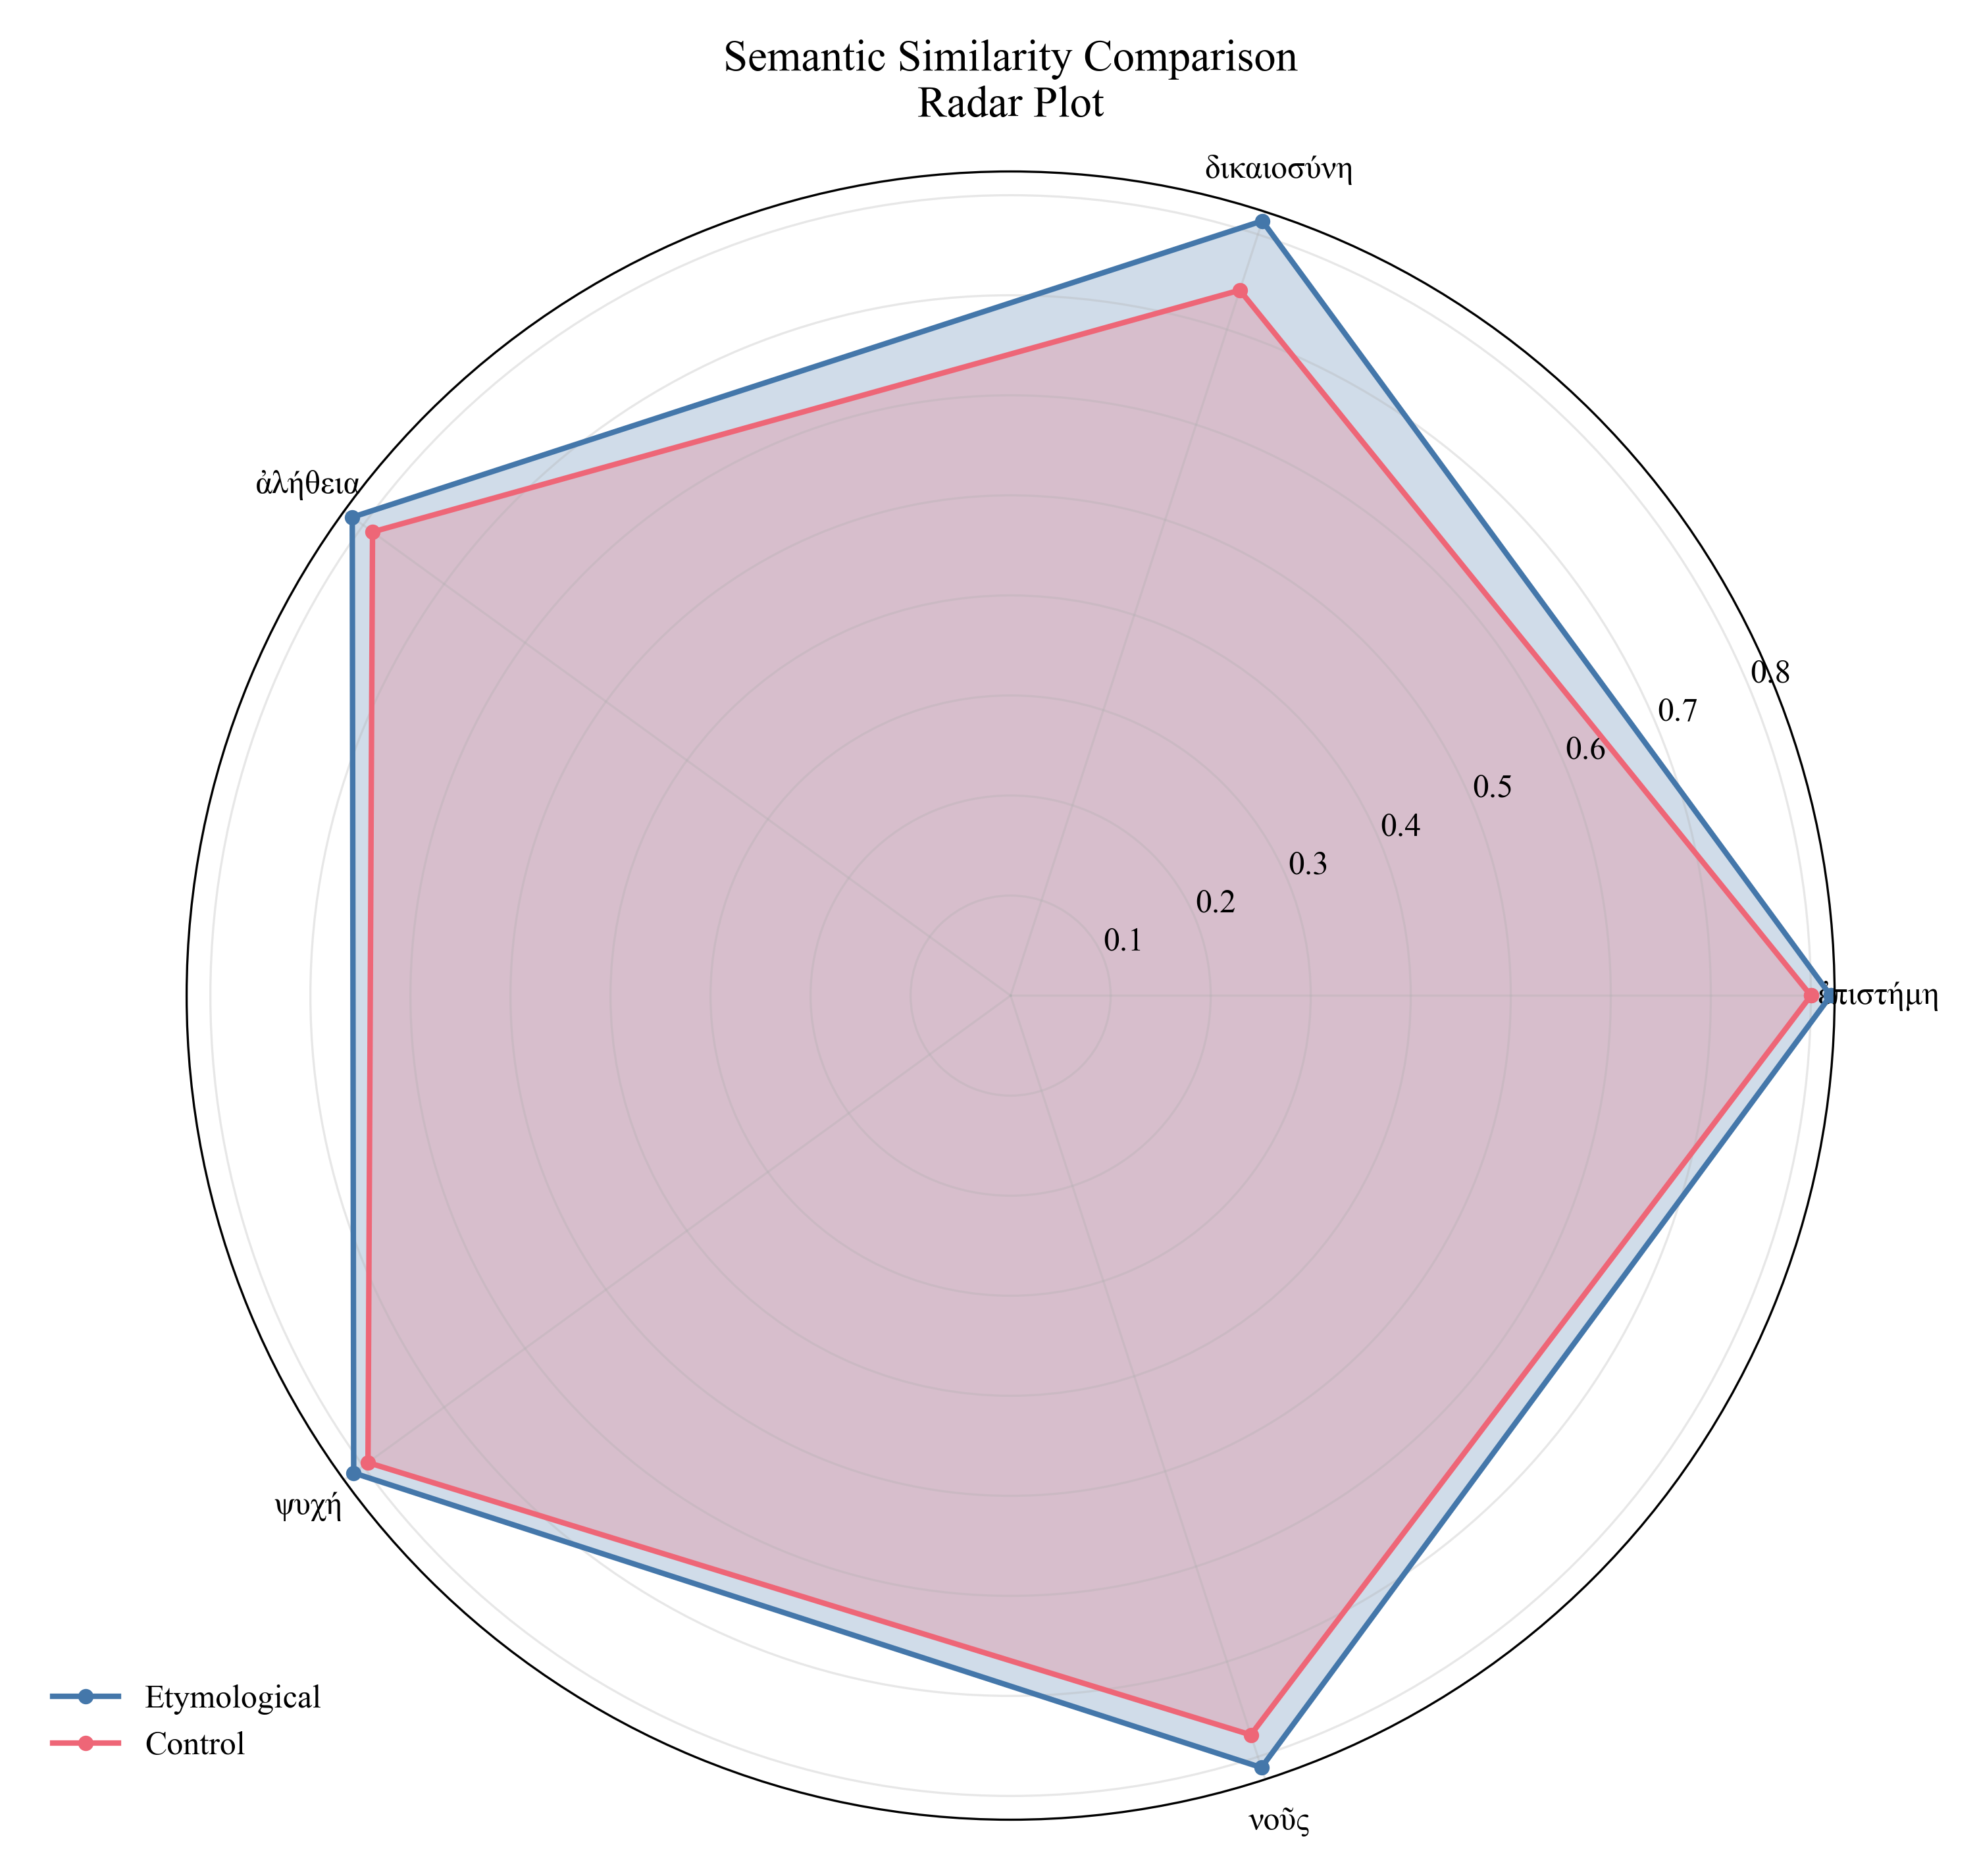 Semantic Similarity Comparison
Radar Plot
δικαιοσύνη
ἀλήθεια
0.8
0.7
0.6
0.5
0.4
0.3
0.2
0.1
ἐπιστήμη
ψυχή
νοῦς
Etymological
Control